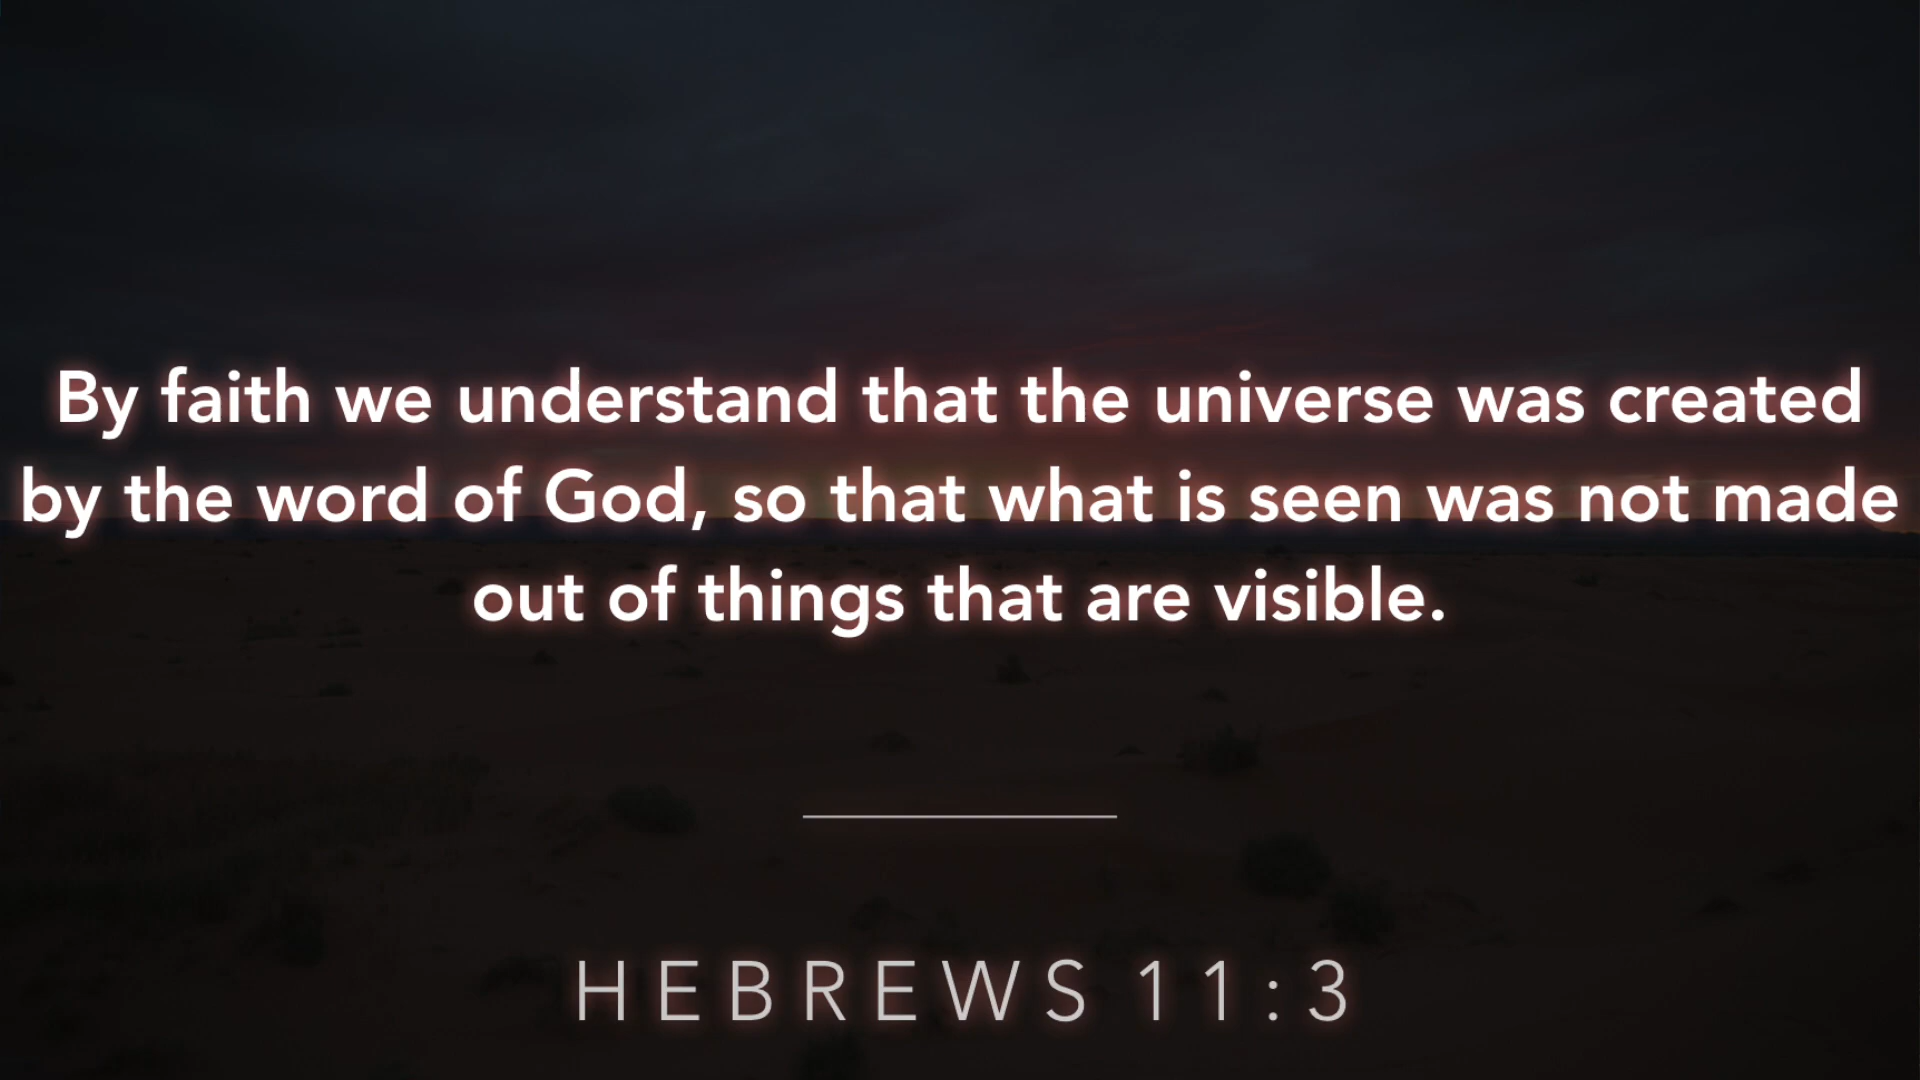 By faith we understand that the universe was created
by the word of God, so that what is seen was not made
out of things that are visible.
HEBREWS 11:3